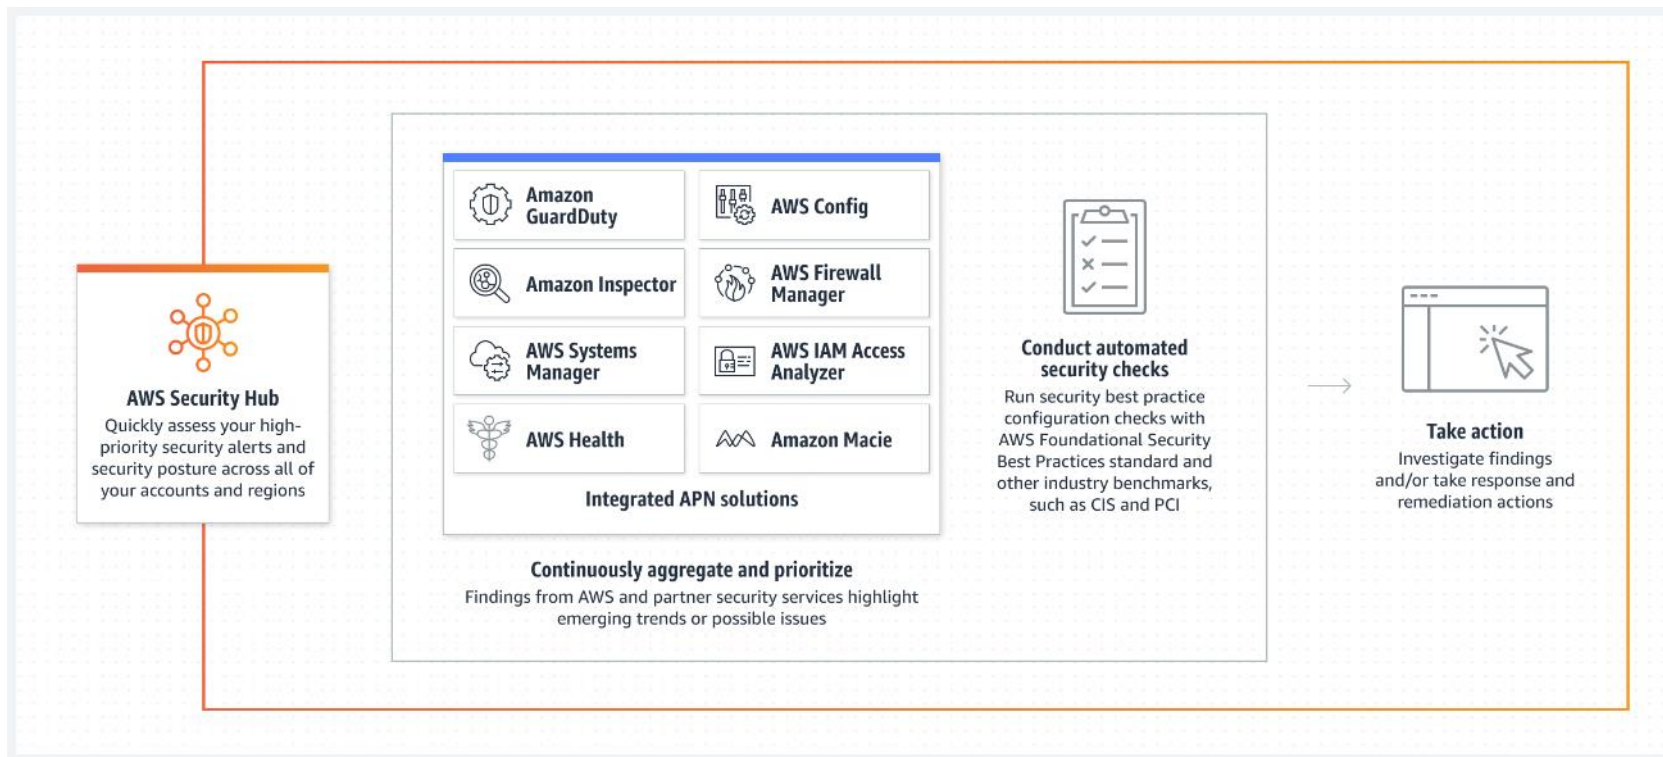 AWS Security Hub
Quickly assess your high-
priority security alerts and
security posture across all of
your accounts and regions
Amazon
GuardDuty
AWS Config
Amazon Inspector
AWS Firewall
Manager
AWS Systems
Manager
AWS IAM Access
Analyzer
AWS Health
Amazon Macie
Integrated APN solutions
Continuously aggregate and prioritize
Findings from AWS and partner security services highlight
emerging trends or possible issues
Conduct automated
security checks
Run security best practice
configuration checks with
AWS Foundational Security
Best Practices standard and
other industry benchmarks,
such as CIS and PCI
Take action
Investigate findings
and/or take response and
remediation actions